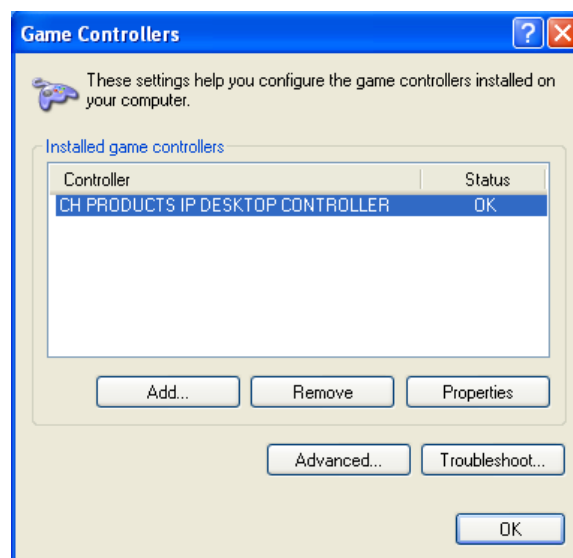 Game Controllers
These settings help you configure the game controllers installed on
your computer.
Installed game controllers
Controller Status
CH PRODUCTS IP DESKTOP CONTROLLER OK
Add... Remove Properties
Advanced... Troubleshoot...
OK